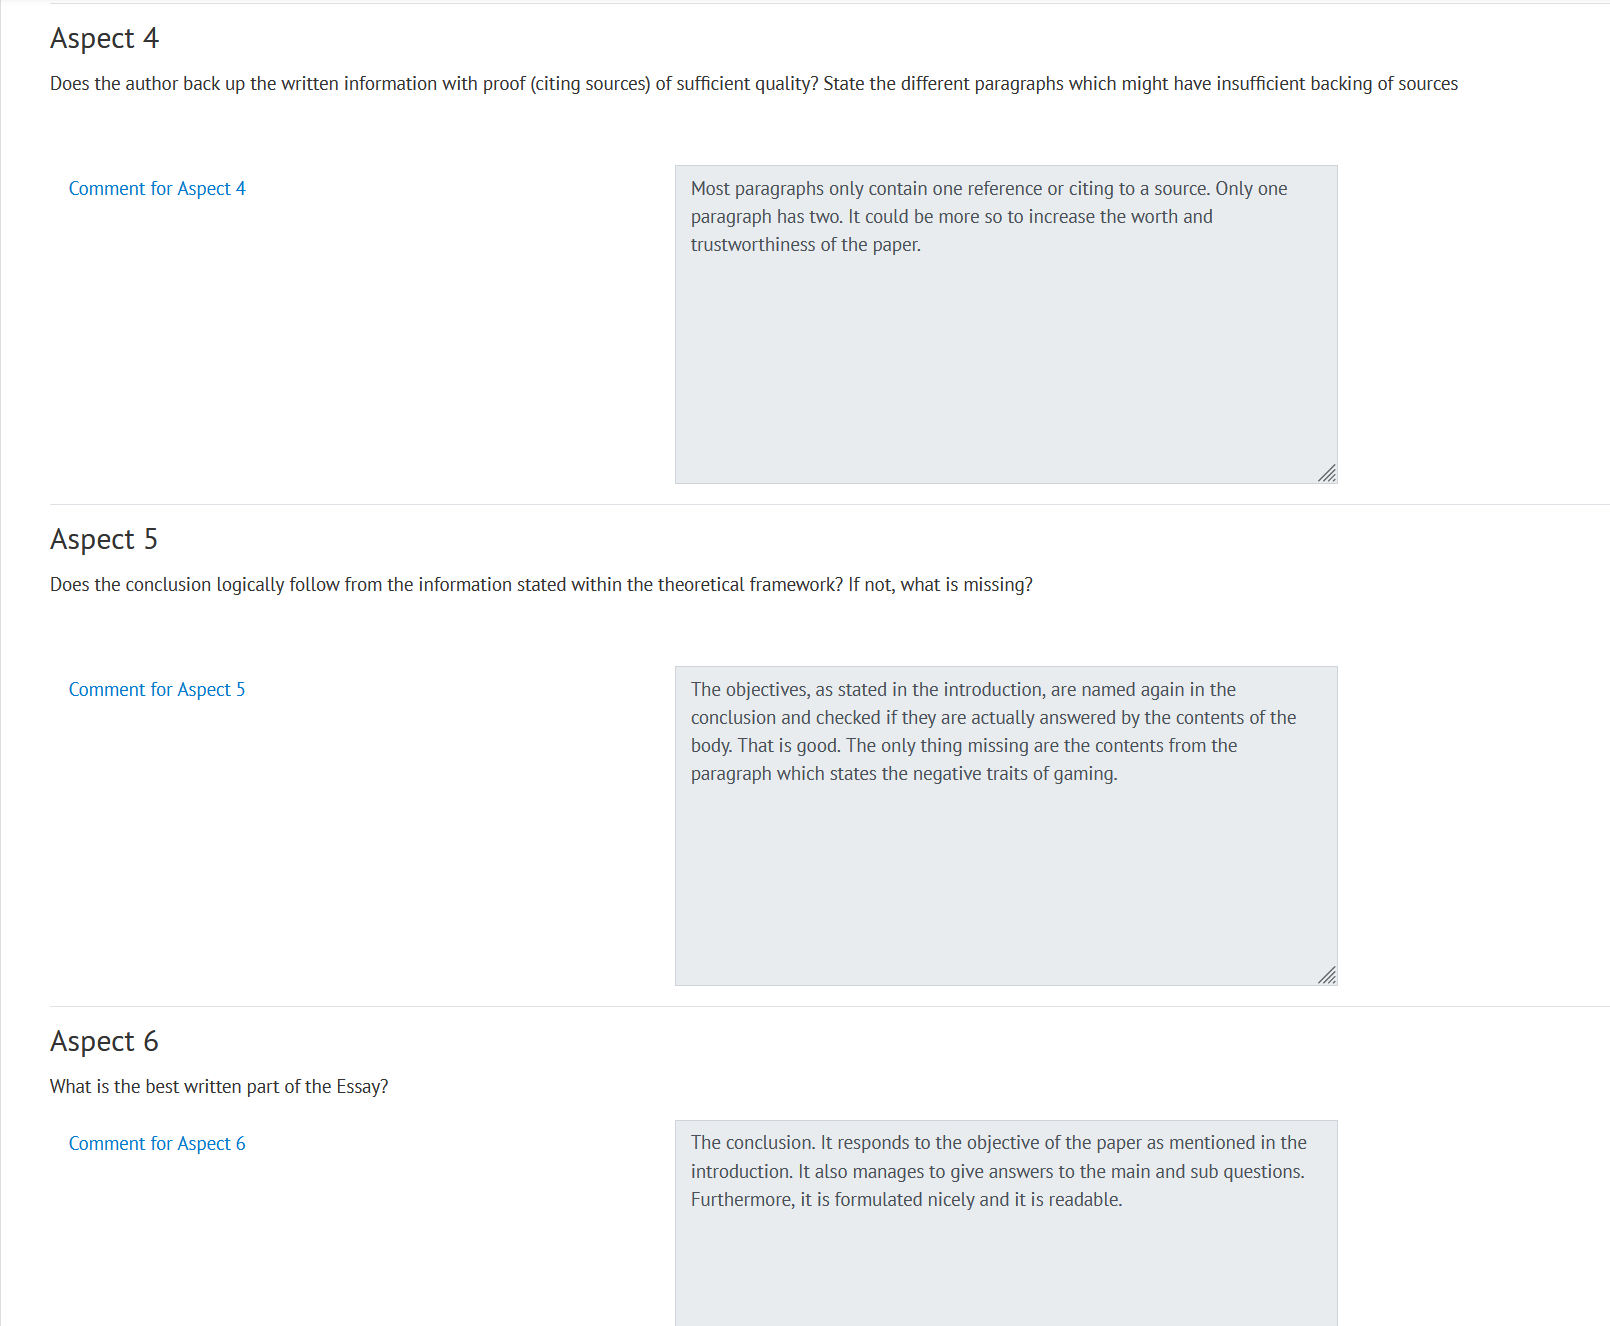 Aspect 4
Does the author back up the written information with proof (citing sources) of sufficient quality? State the different paragraphs which might have insufficient backing of sources
Comment for Aspect 4
Most paragraphs only contain one reference or citing to a source. Only one
paragraph has two. It could be more so to increase the worth and
trustworthiness of the paper.
Aspect 5
Does the conclusion logically follow from the information stated within the theoretical framework? If not, what is missing?
Comment for Aspect 5
The objectives, as stated in the introduction, are named again in the
conclusion and checked if they are actually answered by the contents of the
body. That is good. The only thing missing are the contents from the
paragraph which states the negative traits of gaming.
Aspect 6
What is the best written part of the Essay?
Comment for Aspect 6
The conclusion. It responds to the objective of the paper as mentioned in the
introduction. It also manages to give answers to the main and sub questions.
Furthermore, it is formulated nicely and it is readable.